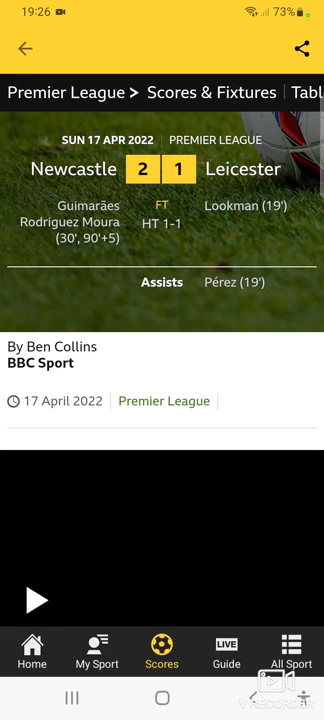 19:26 73%
Premier League > Scores & Fixtures Tabl
SUN 17 APR 2022 PREMIER LEAGUE
Newcastle 2 1 Leicester
Guimarães FT Lookman (19')
Rodriguez Moura HT 1-1
(30', 90'+5)
Assists Pérez (19')
By Ben Collins
BBC Sport
17 April 2022 Premier League
LIVE
Home My Sport Scores Guide All Sport
V RECORDER